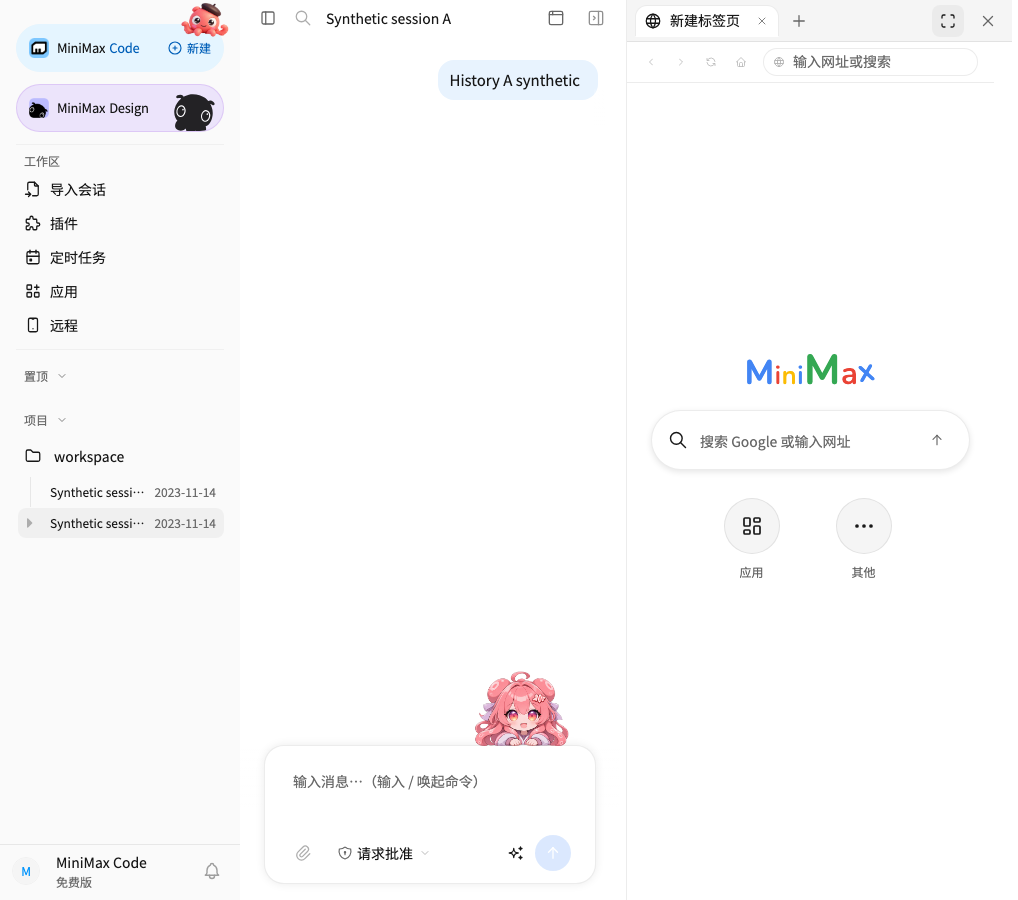 MiniMax Code
新建
MiniMax Design
工作区
导入会话
插件
定时任务
应用
远程
置顶
项目
workspace
Synthetic sessi… 2023-11-14
Synthetic sessi… 2023-11-14
M
MiniMax Code
免费版
Synthetic session A
History A synthetic
输入消息…（输入 / 唤起命令）
请求批准
新建标签页
输入网址或搜索
MiniMax
搜索 Google 或输入网址
应用
其他